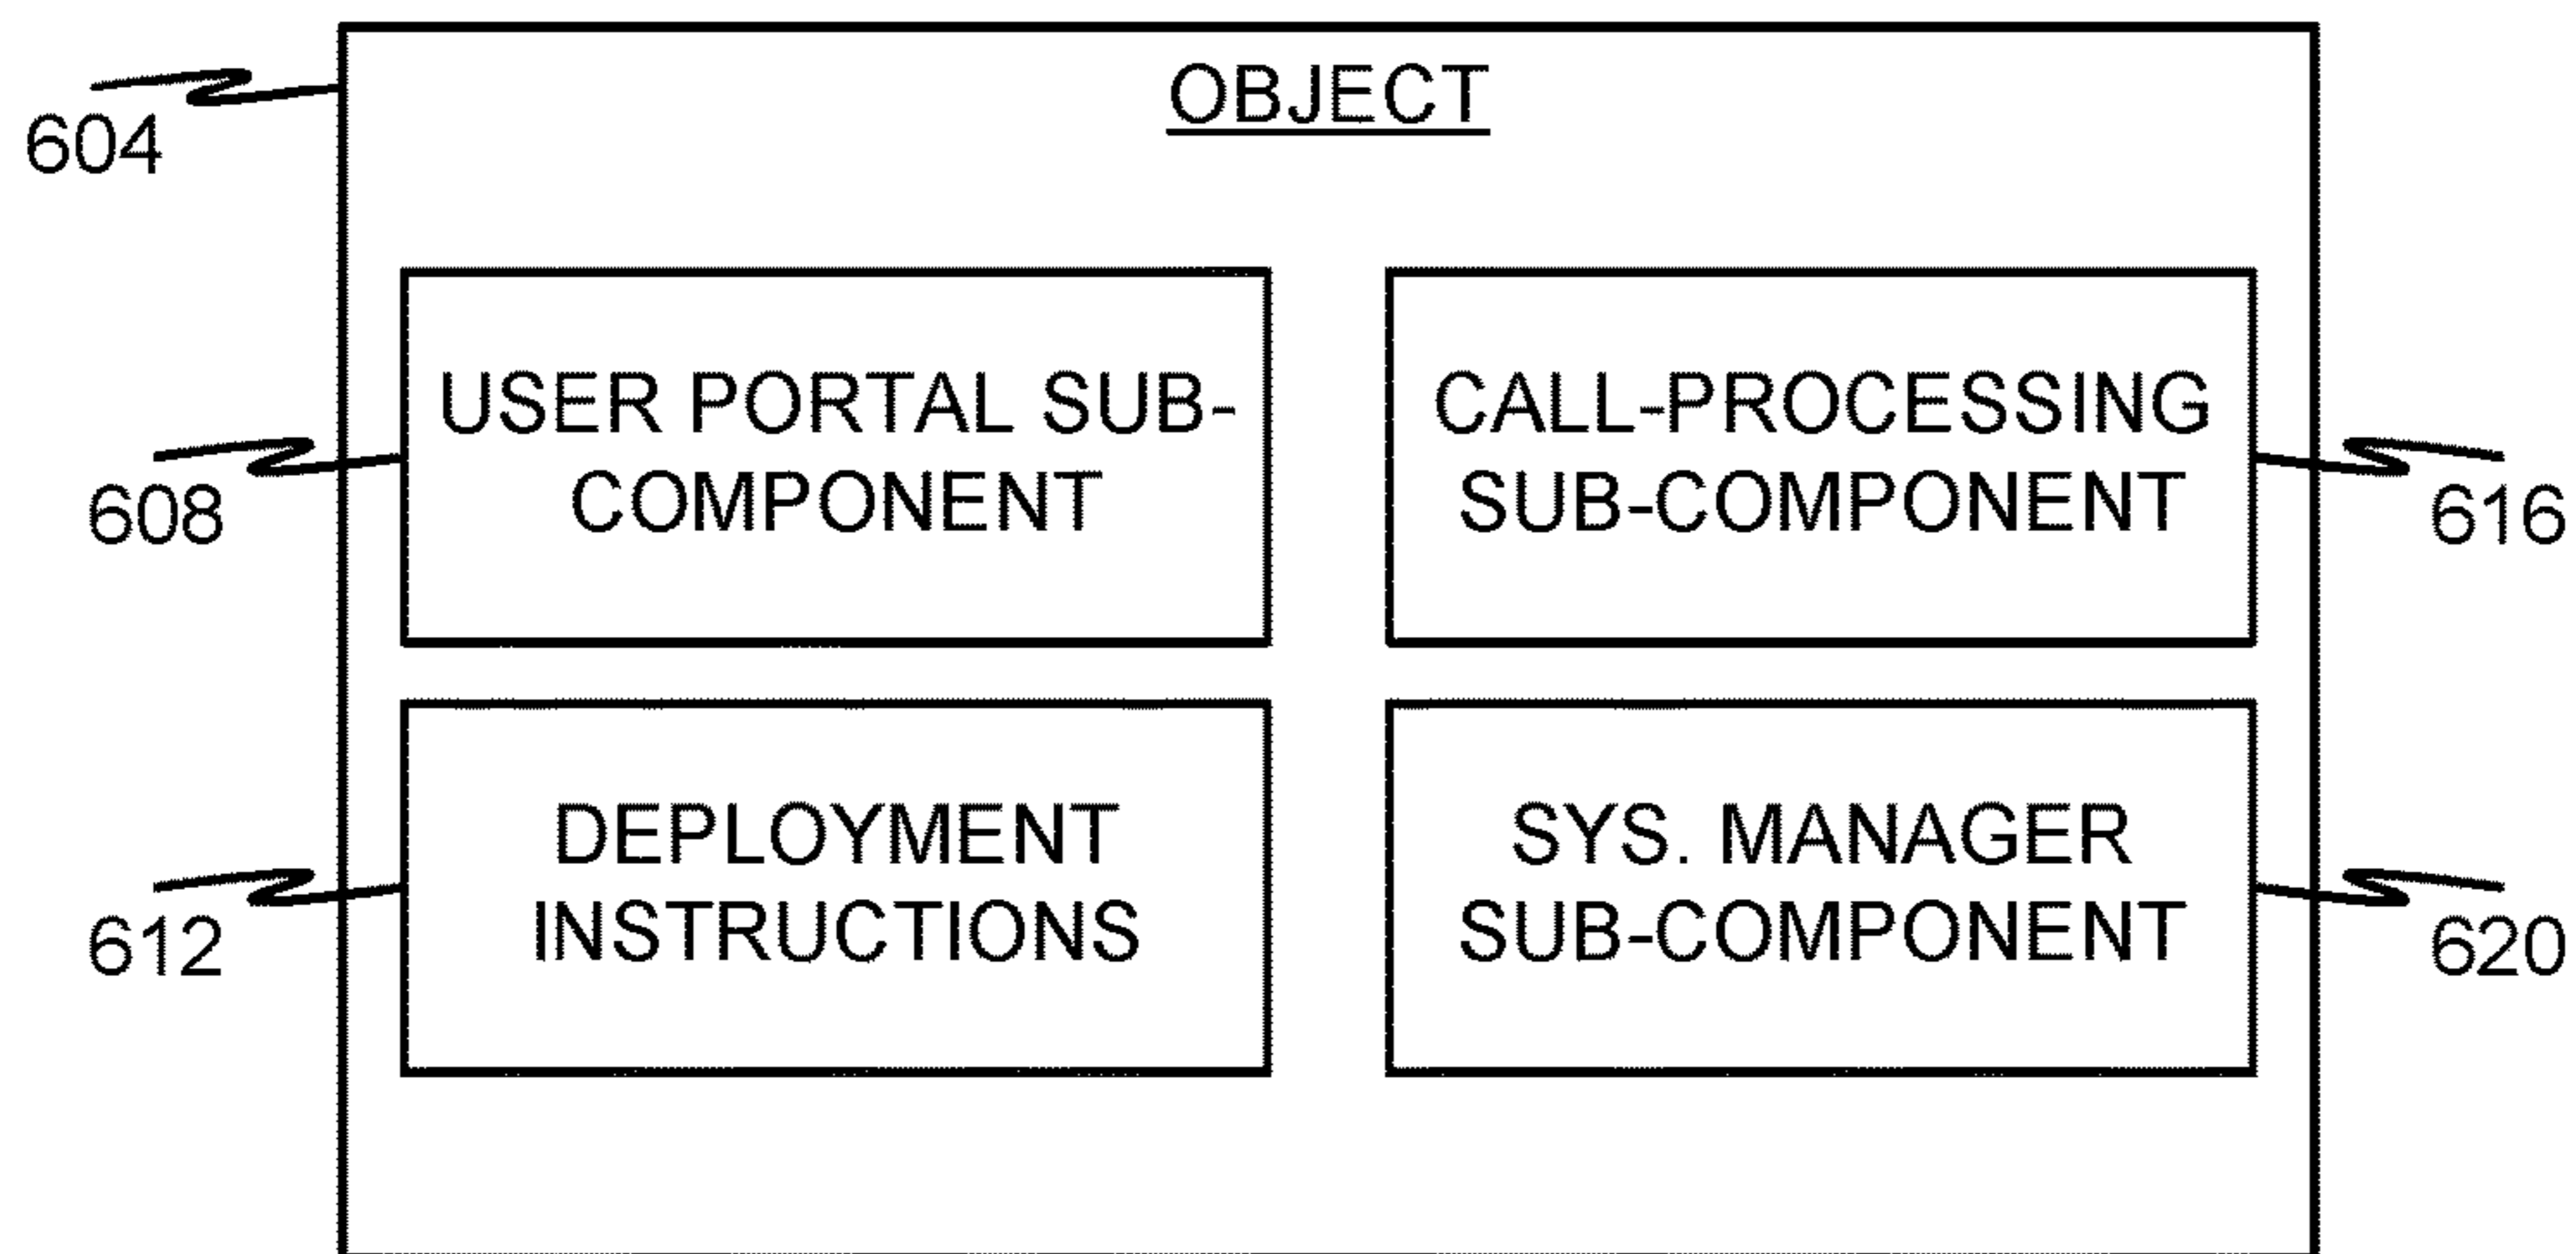 OBJECT
604
USER PORTAL SUB-
COMPONENT
608
CALL-PROCESSING
SUB-COMPONENT
616
DEPLOYMENT
INSTRUCTIONS
612
SYS. MANAGER
SUB-COMPONENT
620